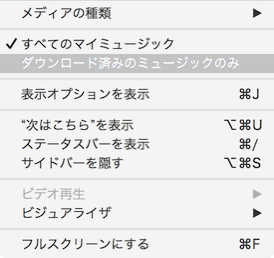 メディアの種類 ▶
✓ すべてのマイミュージック
ダウンロード済みのミュージックのみ
表示オプションを表示 ⌘J
“次はこちら”を表示 ⌥⌘U
ステータスバーを表示 ⌘/
サイドバーを隠す ⌥⌘S
ビデオ再生 ▶
ビジュアライザ ▶
フルスクリーンにする ⌘F